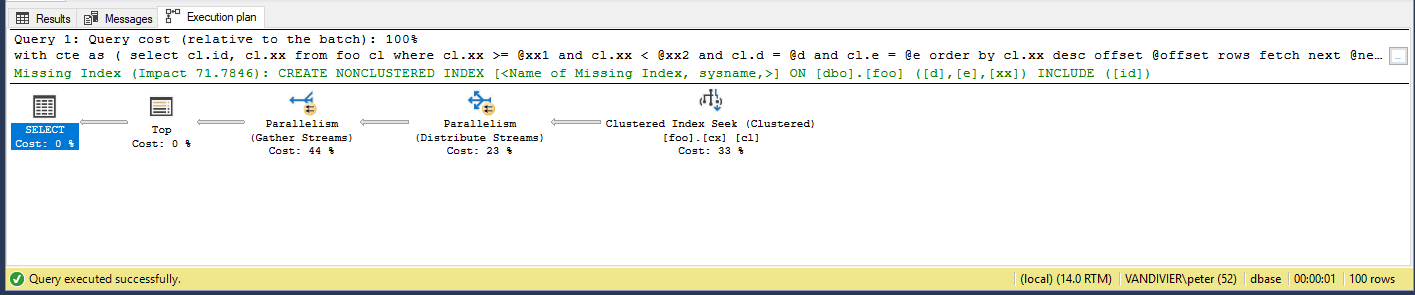 Results Messages Execution plan
Query 1: Query cost (relative to the batch): 100%
with cte as ( select cl.id, cl.xx from foo cl where cl.xx >= @xx1 and cl.xx < @xx2 and cl.d = @d and cl.e = @e order by cl.xx desc offset @offset rows fetch next @ne…
Missing Index (Impact 71.7846): CREATE NONCLUSTERED INDEX [<Name of Missing Index, sysname,>] ON [dbo].[foo] ([d],[e],[xx]) INCLUDE ([id])
SELECT
Cost: 0 %
Top
Cost: 0 %
Parallelism
(Gather Streams)
Cost: 44 %
Parallelism
(Distribute Streams)
Cost: 23 %
Clustered Index Seek (Clustered)
[foo].[cx] [cl]
Cost: 33 %
Query executed successfully. (local) (14.0 RTM) VANDIVIER\peter (52) dbase 00:00:01 100 rows